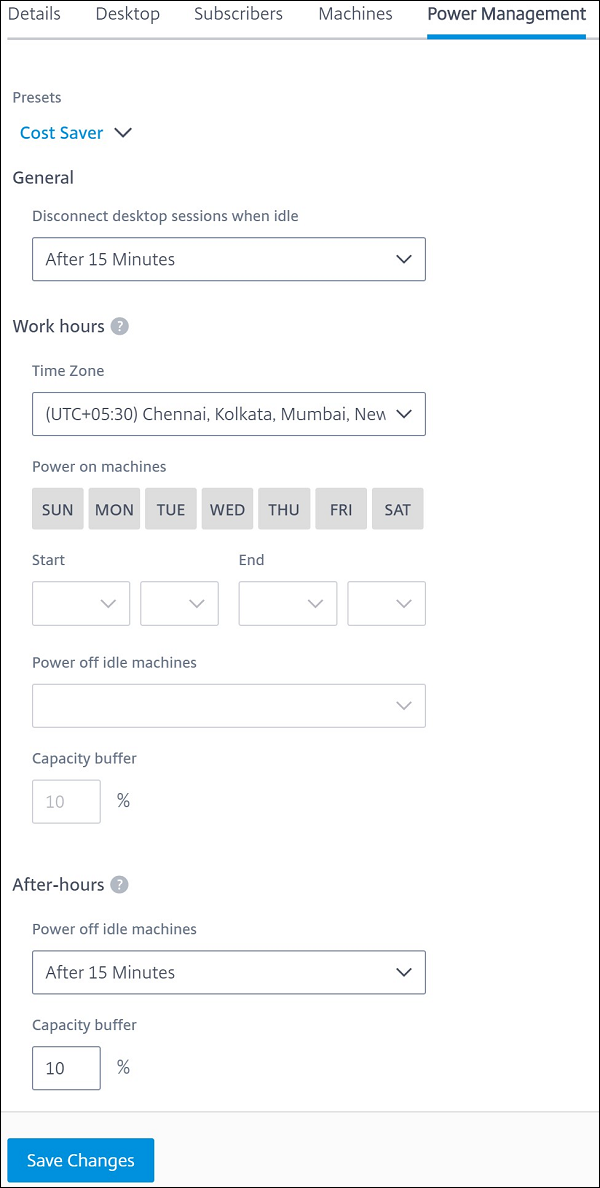 Details Desktop Subscribers Machines Power Management
Presets
Cost Saver
General
Disconnect desktop sessions when idle
After 15 Minutes
Work hours ?
Time Zone
(UTC+05:30) Chennai, Kolkata, Mumbai, New
Power on machines
SUN MON TUE WED THU FRI SAT
Start End
Power off idle machines
Capacity buffer
10 %
After-hours ?
Power off idle machines
After 15 Minutes
Capacity buffer
10 %
Save Changes